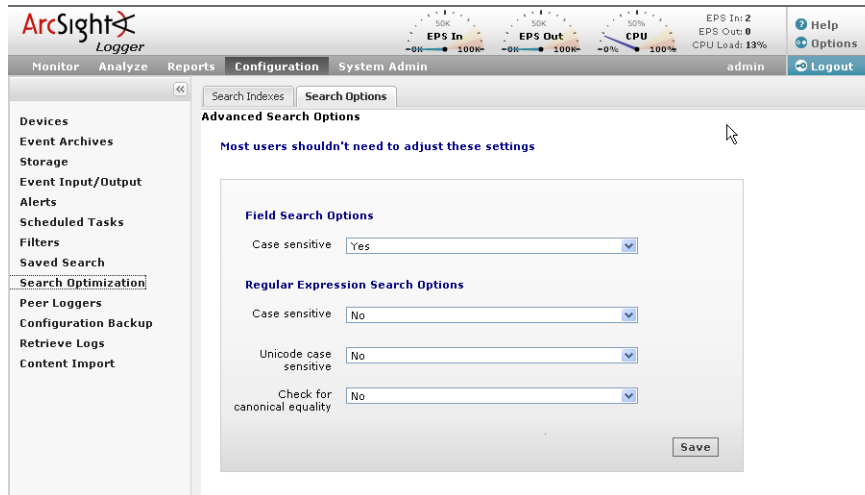 ArcSight
Logger
50K
EPS In
0K 100K
50K
EPS Out
0K 100K
50%
CPU
0% 100%
EPS In: 2
EPS Out: 0
CPU Load: 13%
Help
Options
Monitor Analyze Reports Configuration System Admin admin Logout
Search Indexes Search Options
Advanced Search Options
Most users shouldn't need to adjust these settings
Devices
Event Archives
Storage
Event Input/Output
Alerts
Scheduled Tasks
Filters
Saved Search
Search Optimization
Peer Loggers
Configuration Backup
Retrieve Logs
Content Import
Field Search Options
Case sensitive Yes
Regular Expression Search Options
Case sensitive No
Unicode case
sensitive No
Check for
canonical equality No
Save